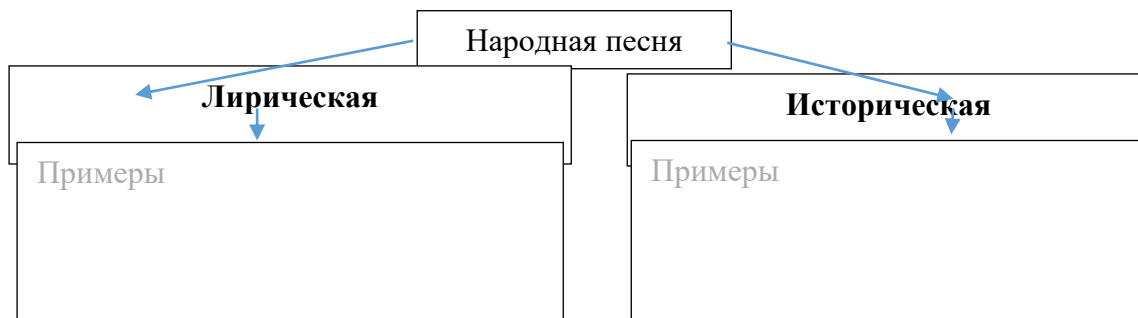 Народная песня
Лирическая
Историческая
Примеры
Примеры